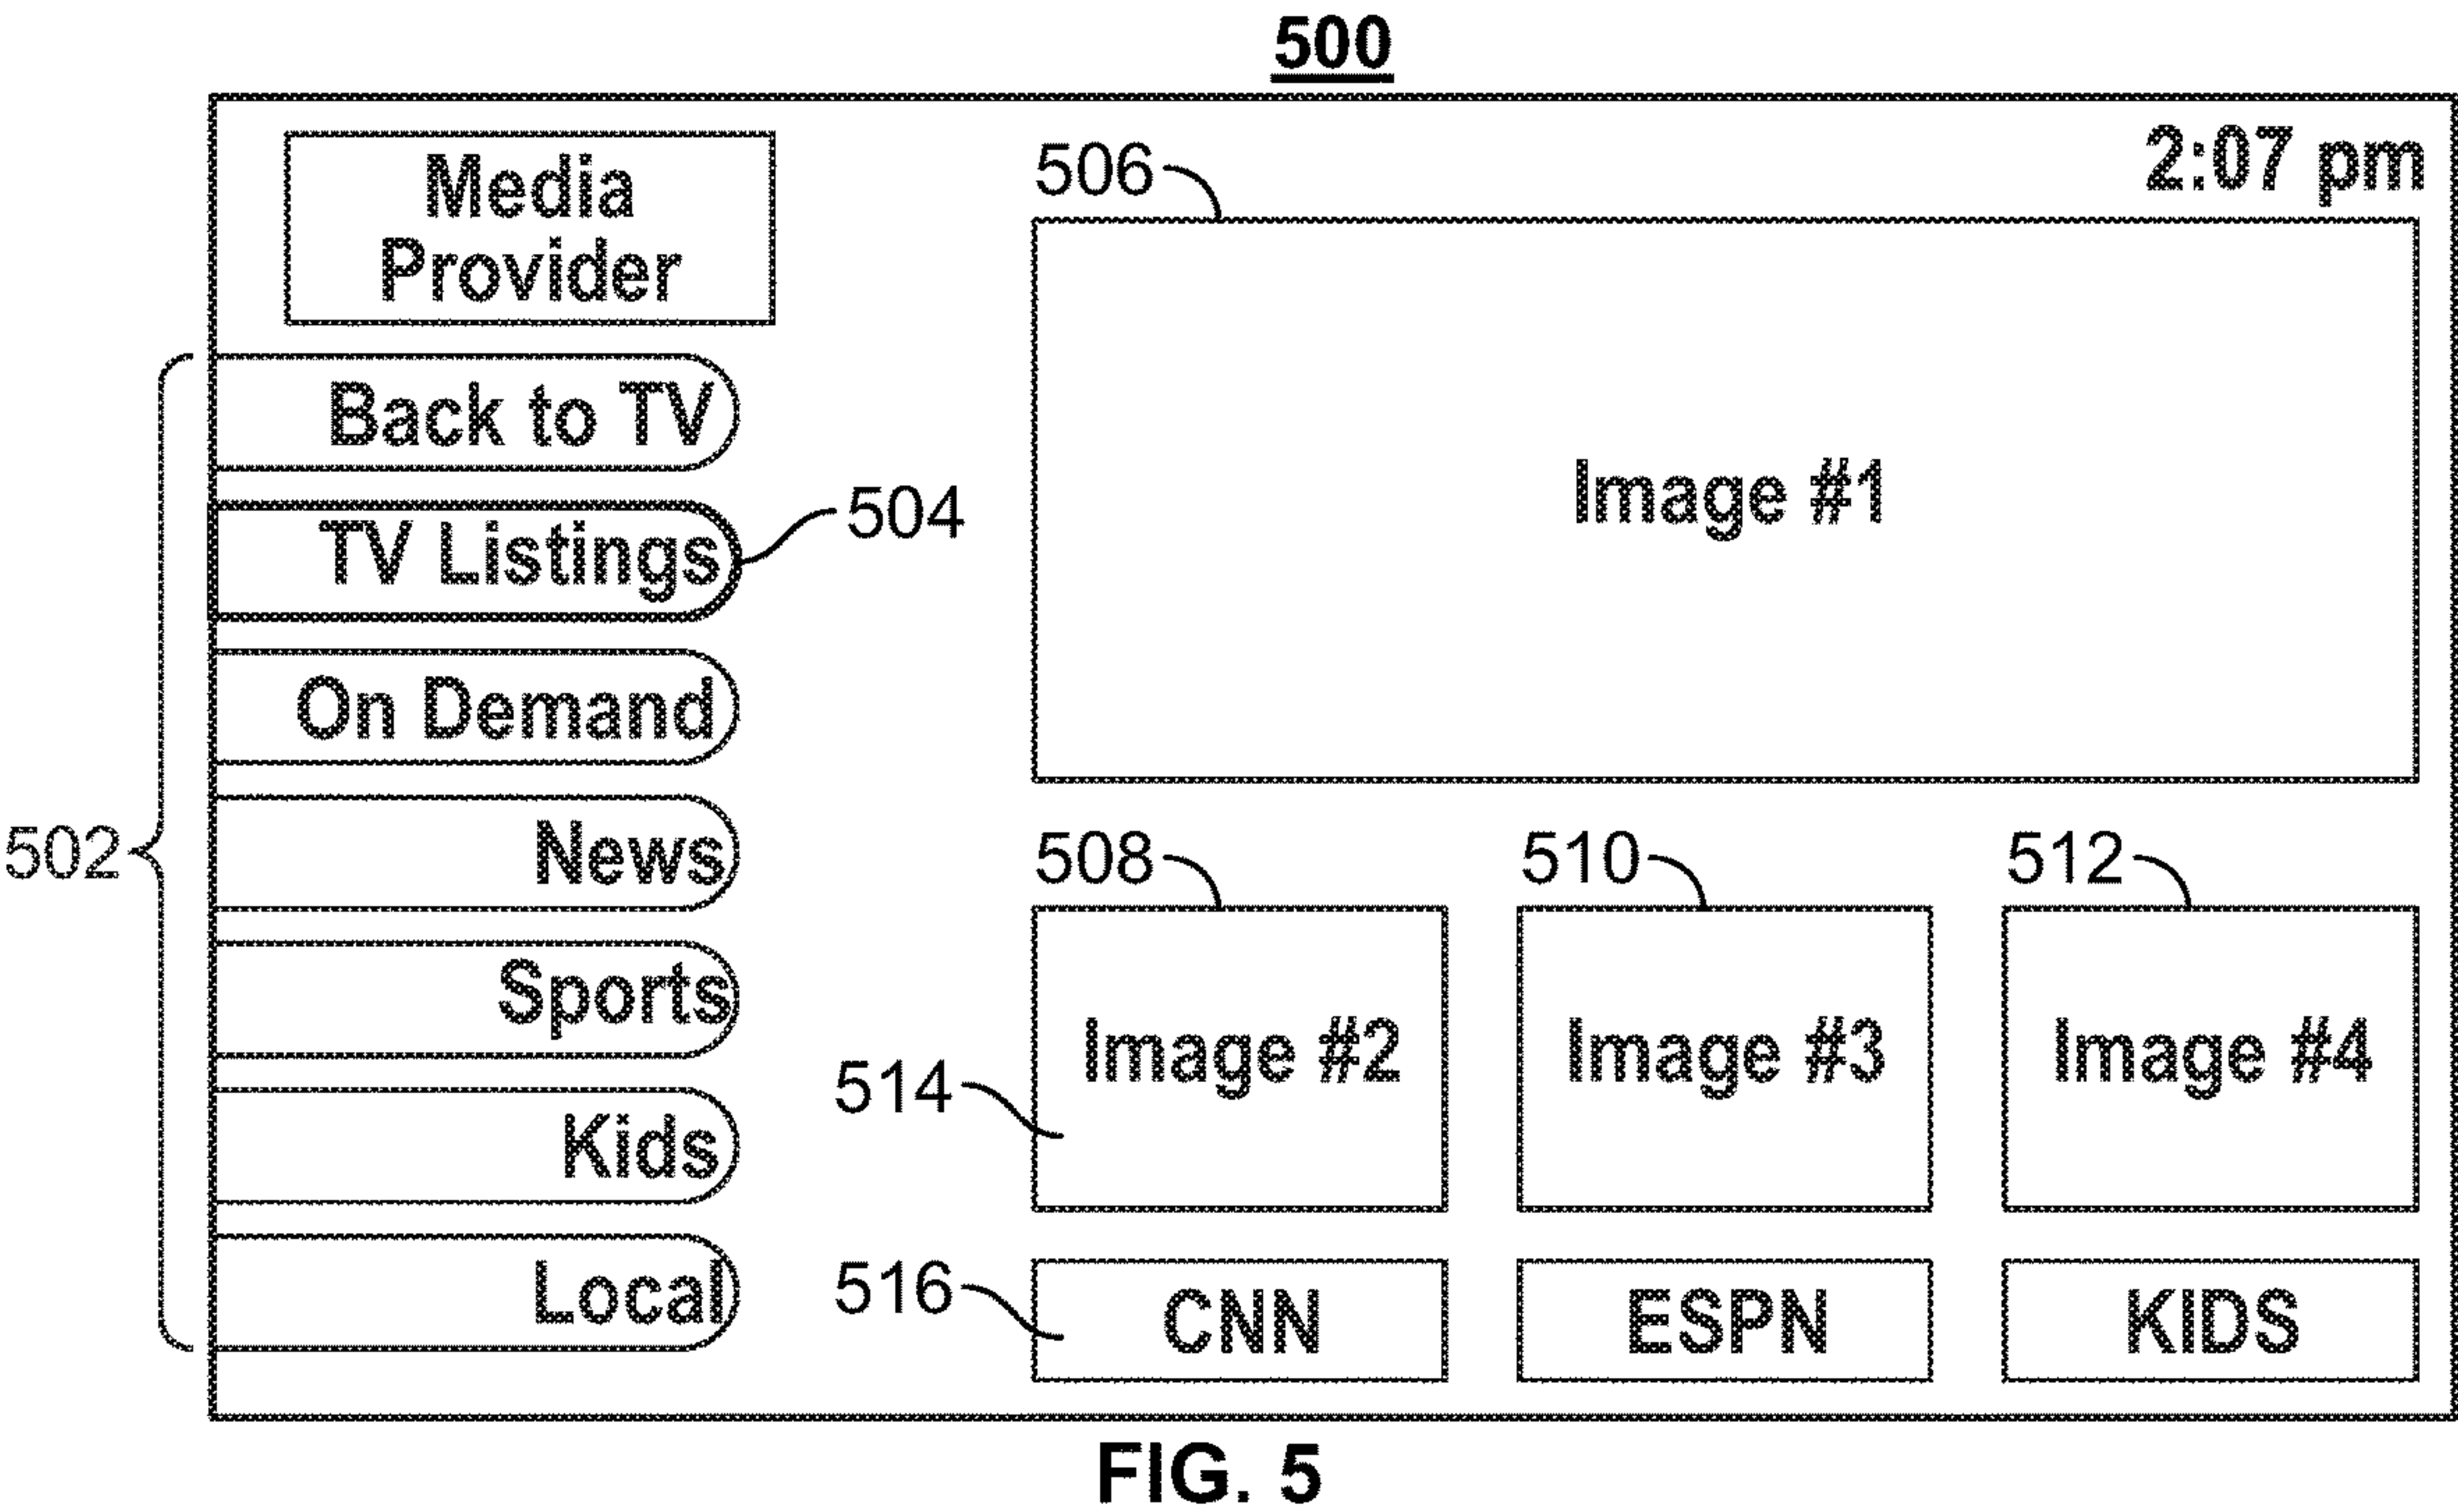 500
2:07 pm
Media
Provider
506
Image #1
Back to TV
TV Listings
504
On Demand
News
Sports
Kids
Local
502
508
510
512
Image #2
Image #3
Image #4
514
516
CNN
ESPN
KIDS
FIG. 5